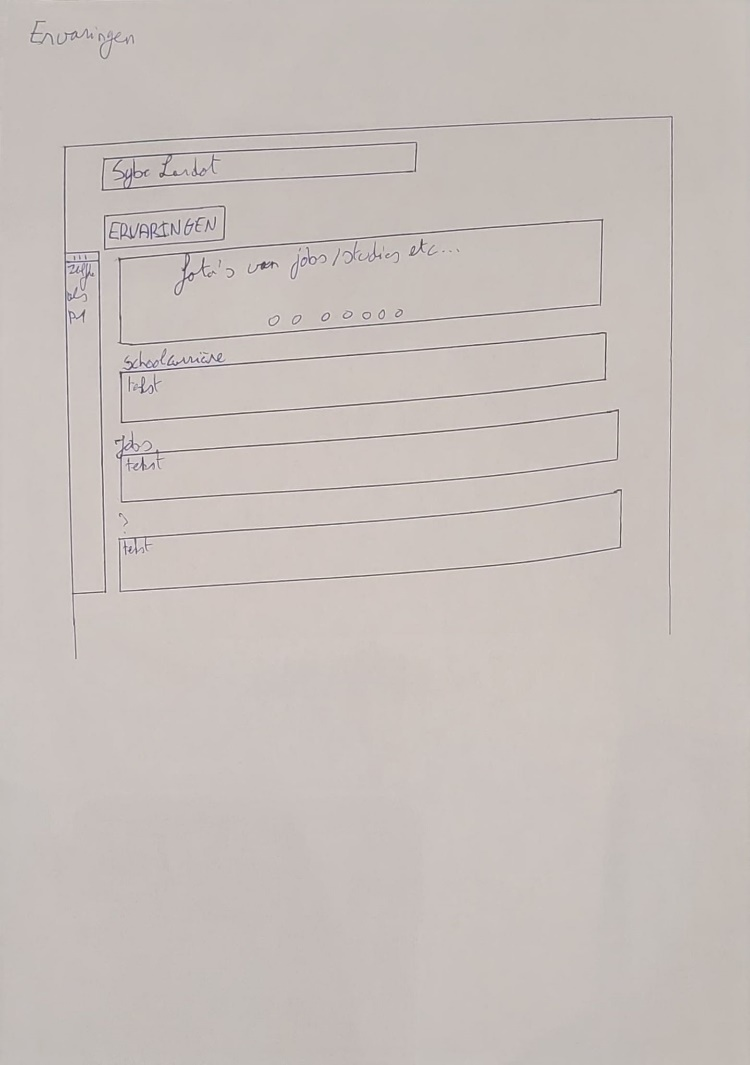 Ervaringen
Sybe Lardot
ERVARINGEN
foto's van jobs/studies etc...
zelfde
als
P1
schoolcarrière
tekst
Jobs
tekst
?
tekst